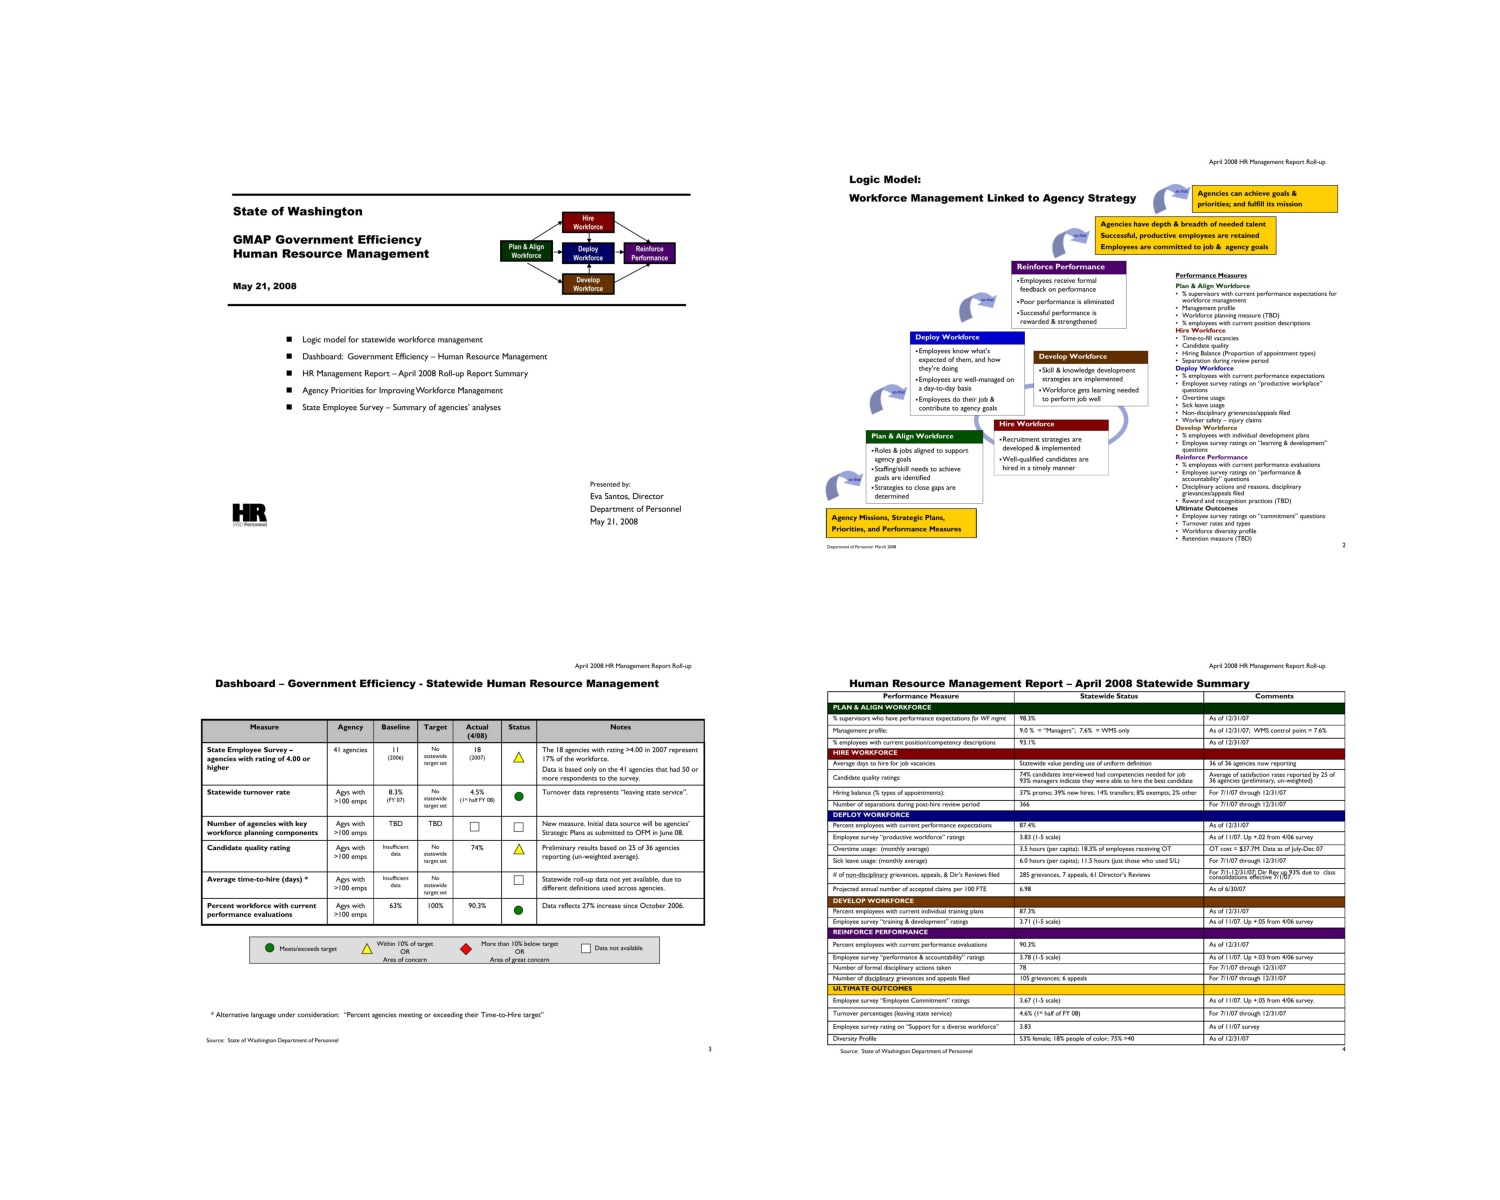 State of Washington
GMAP Government Efficiency
Human Resource Management
May 21, 2008
Hire
Workforce
Plan & Align
Workforce
Deploy
Workforce
Reinforce
Performance
Develop
Workforce
Logic model for statewide workforce management
Dashboard: Government Efficiency – Human Resource Management
HR Management Report – April 2008 Roll-up Report Summary
Agency Priorities for Improving Workforce Management
State Employee Survey – Summary of agencies' analyses
Presented by:
Eva Santos, Director
Department of Personnel
May 21, 2008
HR
Personnel
April 2008 HR Management Report Roll-up
Logic Model:
Workforce Management Linked to Agency Strategy
so that
Agencies can achieve goals &
priorities; and fulfill its mission
so that
Agencies have depth & breadth of needed talent
Successful, productive employees are retained
Employees are committed to job & agency goals
so that
Reinforce Performance
•Employees receive formal
feedback on performance
•Poor performance is eliminated
•Successful performance is
rewarded & strengthened
so that
Deploy Workforce
•Employees know what's
expected of them, and how
they're doing
•Employees are well-managed on
a day-to-day basis
•Employees do their job &
contribute to agency goals
Develop Workforce
•Skill & knowledge development
strategies are implemented
•Workforce gets learning needed
to perform job well
Hire Workforce
•Recruitment strategies are
developed & implemented
•Well-qualified candidates are
hired in a timely manner
so that
Plan & Align Workforce
•Roles & jobs aligned to support
agency goals
•Staffing/skill needs to achieve
goals are identified
•Strategies to close gaps are
determined
Agency Missions, Strategic Plans,
Priorities, and Performance Measures
Department of Personnel March 2008
Performance Measures
Plan & Align Workforce
• % supervisors with current performance expectations for
workforce management
• Management profile
• Workforce planning measure (TBD)
• % employees with current position descriptions
Hire Workforce
• Time-to-fill vacancies
• Candidate quality
• Hiring Balance (Proportion of appointment types)
• Separation during review period
Deploy Workforce
• % employees with current performance expectations
• Employee survey ratings on "productive workplace"
questions
• Overtime usage
• Sick leave usage
• Non-disciplinary grievances/appeals filed
• Worker safety – injury claims
Develop Workforce
• % employees with individual development plans
• Employee survey ratings on "learning & development"
questions
Reinforce Performance
• % employees with current performance evaluations
• Employee survey ratings on "performance &
accountability" questions
• Disciplinary actions and reasons, disciplinary
grievances/appeals filed
• Reward and recognition practices (TBD)
Ultimate Outcomes
• Employee survey ratings on "commitment" questions
• Turnover rates and types
• Workforce diversity profile
• Retention measure (TBD)
2
April 2008 HR Management Report Roll-up
Dashboard – Government Efficiency - Statewide Human Resource Management
Measure Agency Baseline Target Actual (4/08) Status Notes
State Employee Survey – agencies with rating of 4.00 or higher 41 agencies 11 (2006) No statewide target set 18 (2007) The 18 agencies with rating >4.00 in 2007 represent 17% of the workforce.
Data is based only on the 41 agencies that had 50 or more respondents to the survey.
Statewide turnover rate Agys with >100 emps 8.3% (FY 07) No statewide target set 4.5% (1st half FY 08) Turnover data represents "leaving state service".
Number of agencies with key workforce planning components Agys with >100 emps TBD TBD New measure. Initial data source will be agencies' Strategic Plans as submitted to OFM in June 08.
Candidate quality rating Agys with >100 emps Insufficient data No statewide target set 74% Preliminary results based on 25 of 36 agencies reporting (un-weighted average).
Average time-to-hire (days) * Agys with >100 emps Insufficient data No statewide target set Statewide roll-up data not yet available, due to different definitions used across agencies.
Percent workforce with current performance evaluations Agys with >100 emps 63% 100% 90.3% Data reflects 27% increase since October 2006.
Meets/exceeds target
Within 10% of target
OR
Area of concern
More than 10% below target
OR
Area of great concern
Data not available
* Alternative language under consideration: "Percent agencies meeting or exceeding their Time-to-Hire target"
Source: State of Washington Department of Personnel
3
April 2008 HR Management Report Roll-up
Human Resource Management Report – April 2008 Statewide Summary
Performance Measure Statewide Status Comments
PLAN & ALIGN WORKFORCE
% supervisors who have performance expectations for WF mgmt 98.3% As of 12/31/07
Management profile: 9.0 % = "Managers"; 7.6% = WMS only As of 12/31/07; WMS control point = 7.6%
% employees with current position/competency descriptions 93.1% As of 12/31/07
HIRE WORKFORCE
Average days to hire for job vacancies Statewide value pending use of uniform definition 36 of 36 agencies now reporting
Candidate quality ratings: 74% candidates interviewed had competencies needed for job
93% managers indicate they were able to hire the best candidate Average of satisfaction rates reported by 25 of 36 agencies (preliminary, un-weighted)
Hiring balance (% types of appointments): 37% promo; 39% new hires; 14% transfers; 8% exempts; 2% other For 7/1/07 through 12/31/07
Number of separations during post-hire review period 366 For 7/1/07 through 12/31/07
DEPLOY WORKFORCE
Percent employees with current performance expectations 87.4% As of 12/31/07
Employee survey "productive workforce" ratings 3.83 (1-5 scale) As of 11/07. Up +.02 from 4/06 survey
Overtime usage: (monthly average) 3.5 hours (per capita); 18.3% of employees receiving OT OT cost = $37.7M. Data as of July-Dec 07
Sick leave usage: (monthly average) 6.0 hours (per capita); 11.5 hours (just those who used S/L) For 7/1/07 through 12/31/07
# of non-disciplinary grievances, appeals, & Dir's Reviews filed 285 grievances, 7 appeals, 61 Director's Reviews For 7/1-12/31/07; Dir Rev up 93% due to class consolidations effective 7/1/07.
Projected annual number of accepted claims per 100 FTE 6.98 As of 6/30/07
DEVELOP WORKFORCE
Percent employees with current individual training plans 87.3% As of 12/31/07
Employee survey "training & development" ratings 3.71 (1-5 scale) As of 11/07. Up +.05 from 4/06 survey
REINFORCE PERFORMANCE
Percent employees with current performance evaluations 90.3% As of 12/31/07
Employee survey "performance & accountability" ratings 3.78 (1-5 scale) As of 11/07. Up +.03 from 4/06 survey
Number of formal disciplinary actions taken 78 For 7/1/07 through 12/31/07
Number of disciplinary grievances and appeals filed 105 grievances; 6 appeals For 7/1/07 through 12/31/07
ULTIMATE OUTCOMES
Employee survey "Employee Commitment" ratings 3.67 (1-5 scale) As of 11/07. Up +.05 from 4/06 survey.
Turnover percentages (leaving state service) 4.6% (1st half of FY 08) For 7/1/07 through 12/31/07
Employee survey rating on "Support for a diverse workforce" 3.83 As of 11/07 survey
Diversity Profile 53% female; 18% people of color; 75% >40 As of 12/31/07
Source: State of Washington Department of Personnel
4